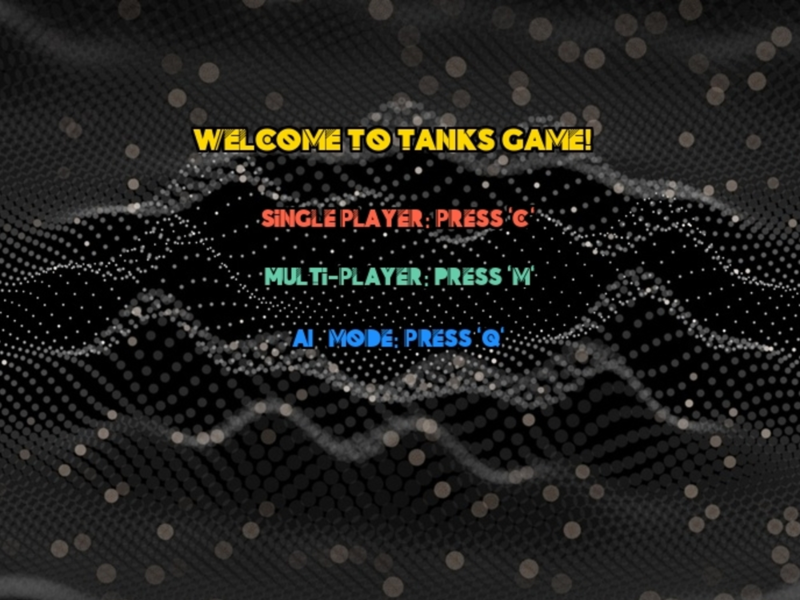 WELCOME TO TANKS GAME!
SINGLE PLAYER: PRESS 'C'
MULTI-PLAYER: PRESS 'M'
AI MODE: PRESS 'Q'